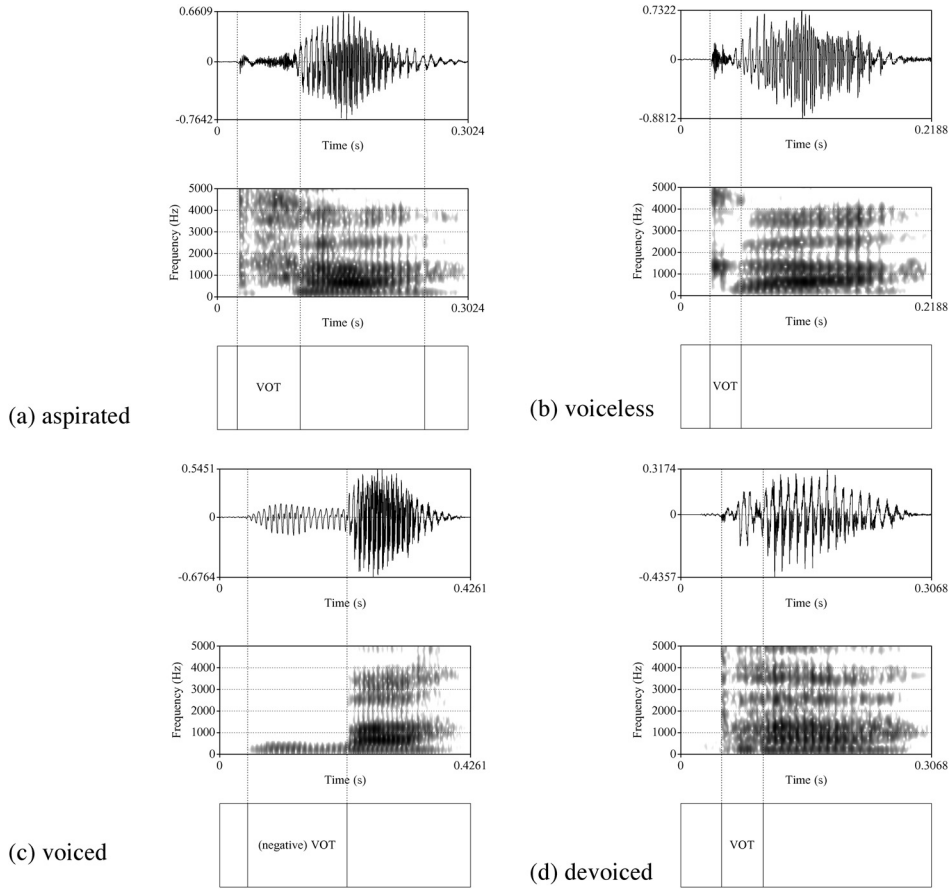 0.6609
0
-0.7642
0 0.3024
Time (s)
5000
4000
3000
2000
1000
0
Frequency (Hz)
0 0.3024
Time (s)
VOT
(a) aspirated
0.7322
0
-0.8812
0 0.2188
Time (s)
5000
4000
3000
2000
1000
0
Frequency (Hz)
0 0.2188
Time (s)
VOT
(b) voiceless
0.5451
0
-0.6764
0 0.4261
Time (s)
5000
4000
3000
2000
1000
0
Frequency (Hz)
0 0.4261
Time (s)
(negative) VOT
(c) voiced
0.3174
0
-0.4357
0 0.3068
Time (s)
5000
4000
3000
2000
1000
0
Frequency (Hz)
0 0.3068
Time (s)
VOT
(d) devoiced